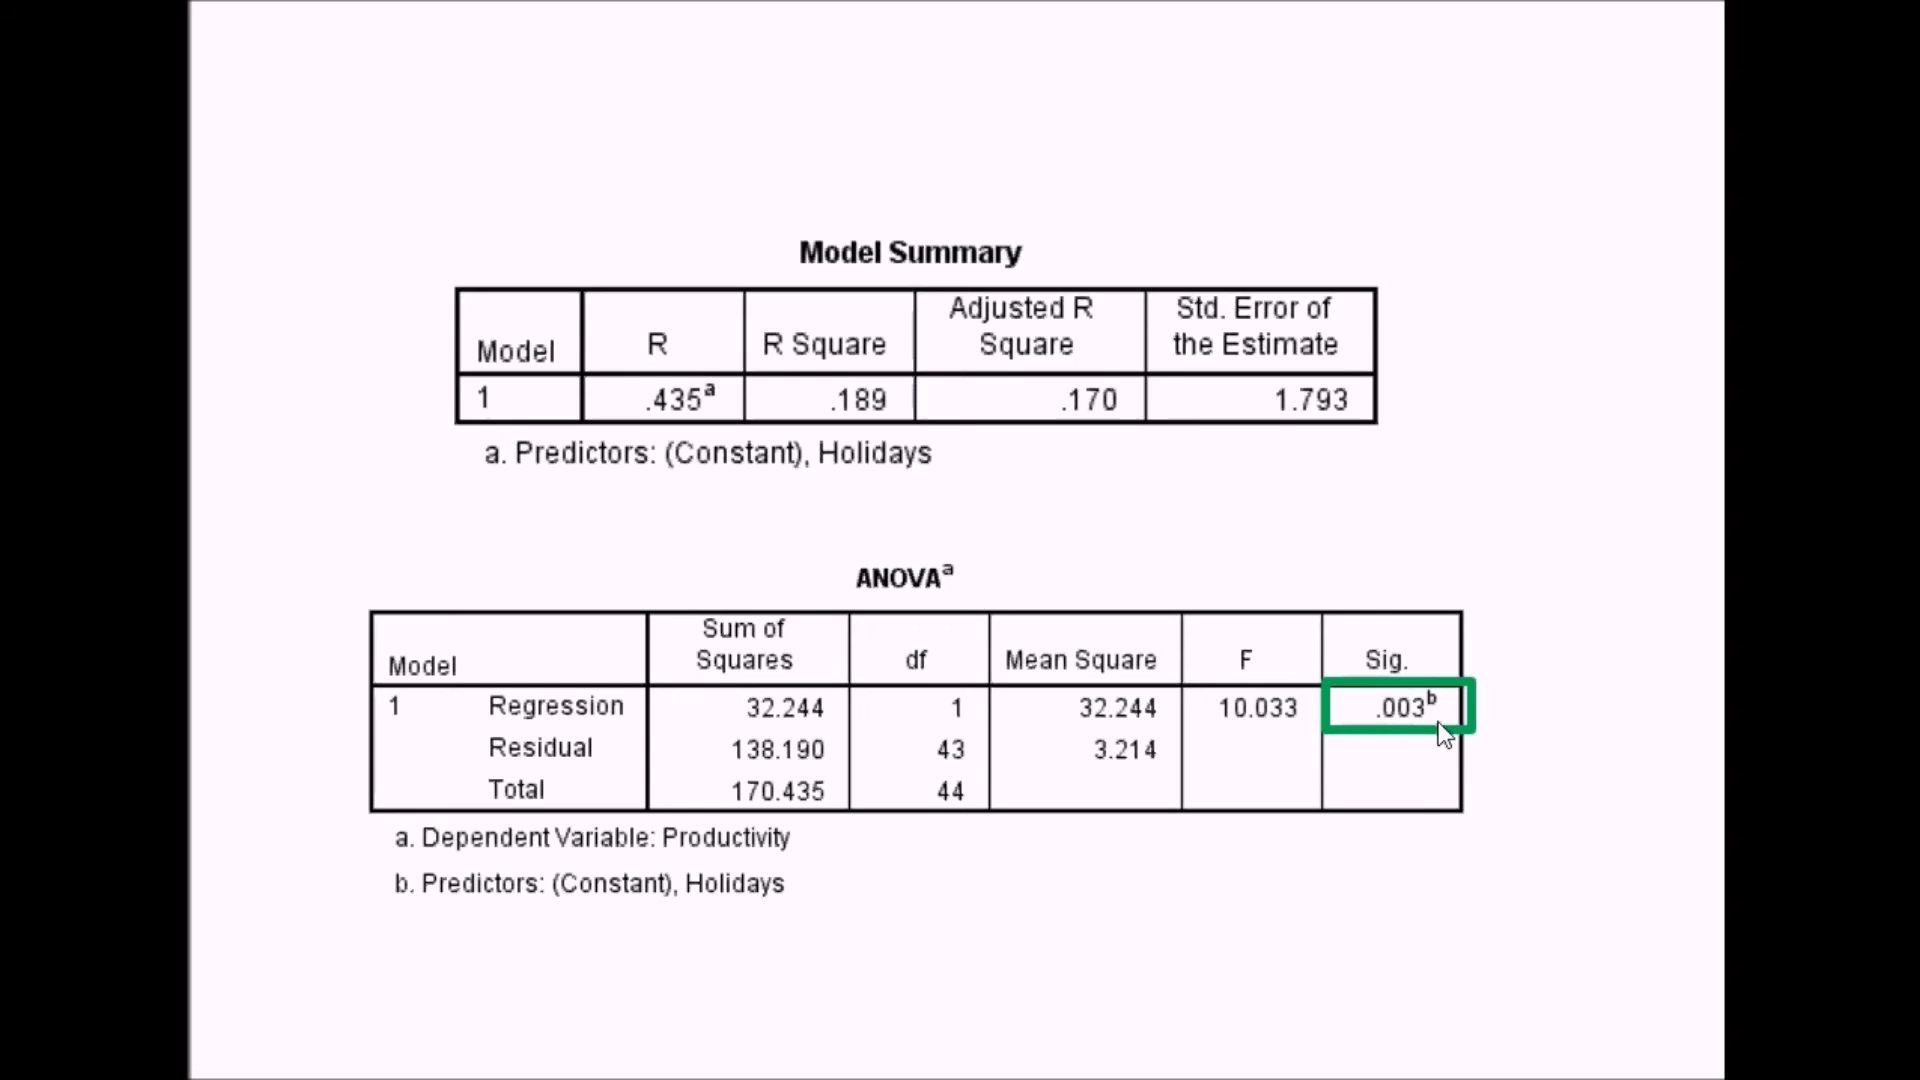 Model Summary
Model R R Square Adjusted R Square Std. Error of the Estimate
1 .435a .189 .170 1.793
a. Predictors: (Constant), Holidays
ANOVAa
Model Sum of Squares df Mean Square F Sig.
1 Regression 32.244 1 32.244 10.033 .003b
Residual 138.190 43 3.214
Total 170.435 44
a. Dependent Variable: Productivity
b. Predictors: (Constant), Holidays